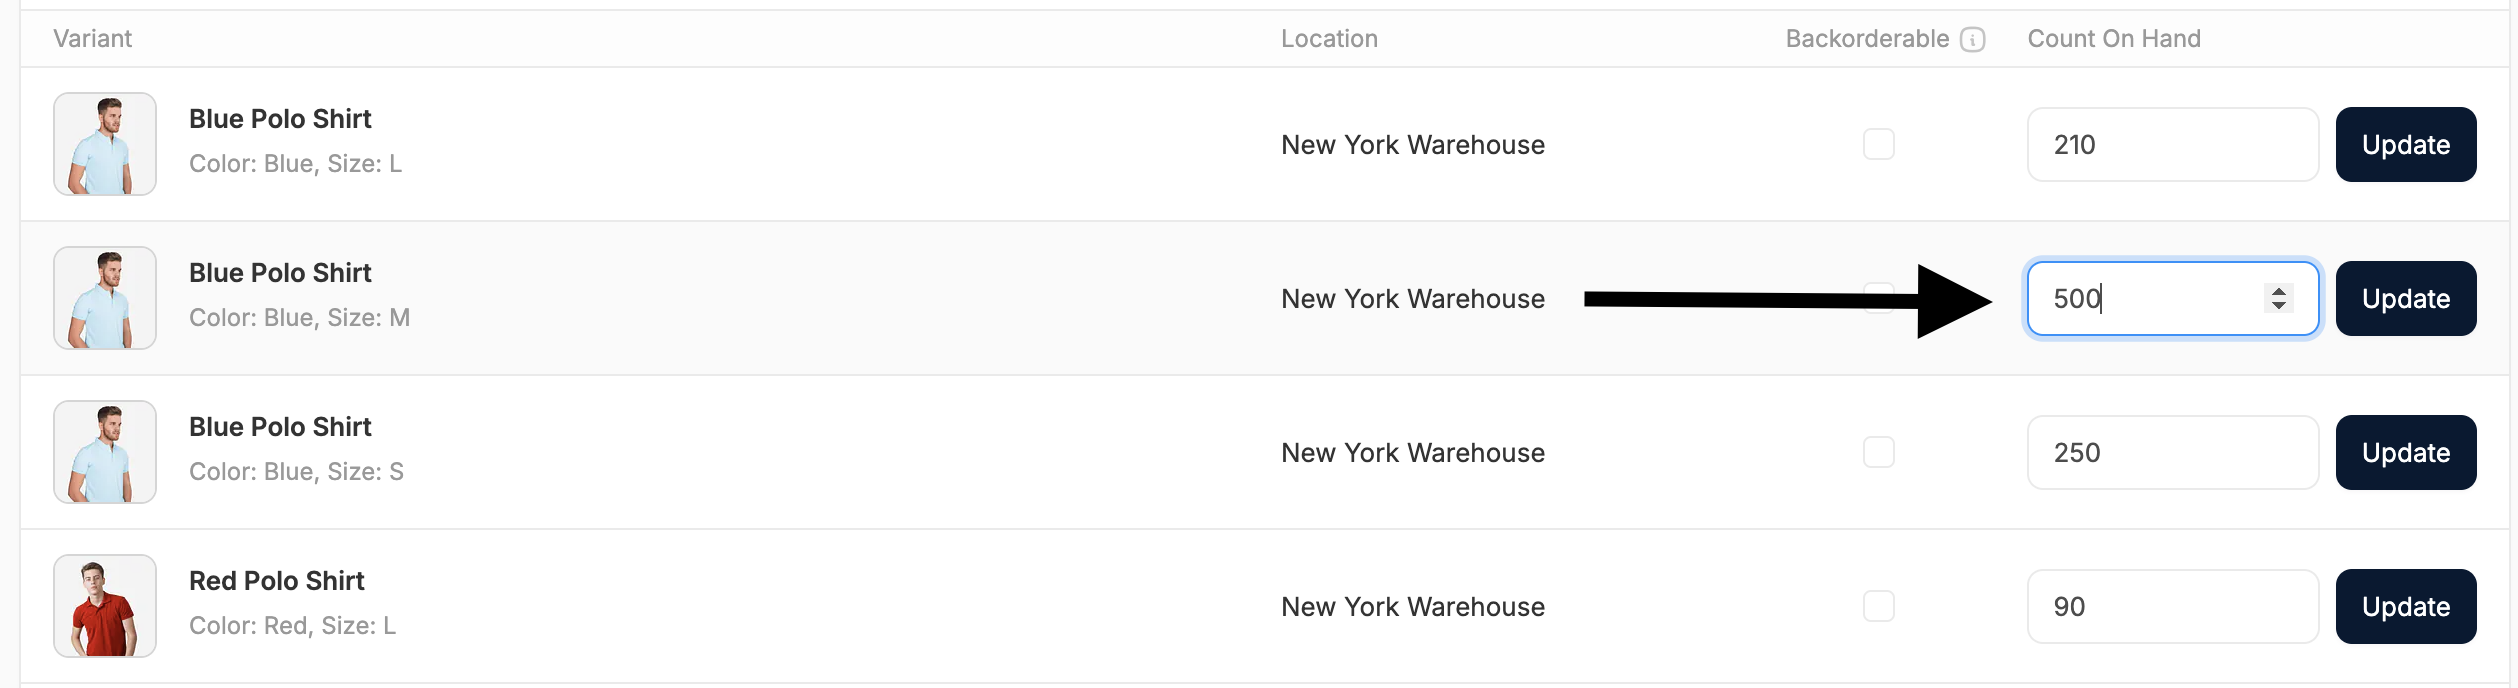 Variant Location Backorderable Count On Hand
Blue Polo Shirt
Color: Blue, Size: L
New York Warehouse 210 Update
Blue Polo Shirt
Color: Blue, Size: M
New York Warehouse 500 Update
Blue Polo Shirt
Color: Blue, Size: S
New York Warehouse 250 Update
Red Polo Shirt
Color: Red, Size: L
New York Warehouse 90 Update